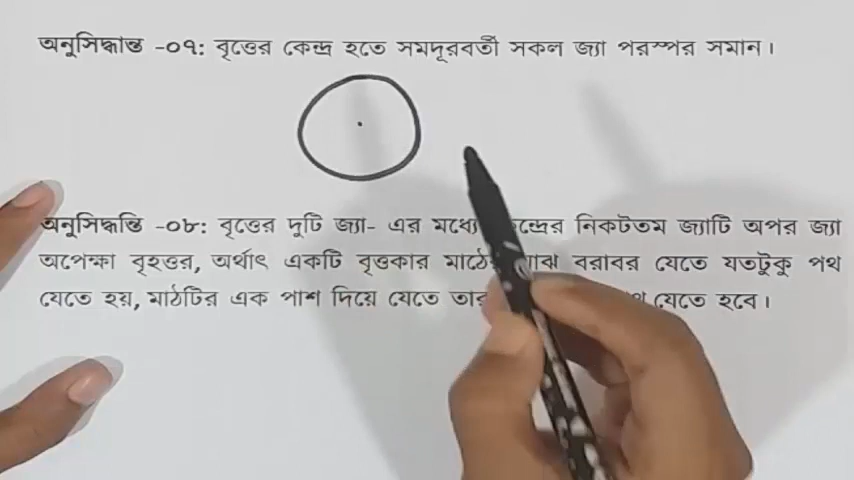 অনুসিদ্ধান্ত -০৭: বৃত্তের কেন্দ্র হতে সমদূরবর্তী সকল জ্যা পরস্পর সমান।
অনুসিদ্ধান্তি -০৮: বৃত্তের দুটি জ্যা- এর মধ্যে নিকটতম জ্যাটি অপর জ্যা
অপেক্ষা বৃহত্তর, অর্থাৎ একটি বৃত্তকার মাঠের বরাবর যেতে যতটুকু পথ
যেতে হয়, মাঠটির এক পাশ দিয়ে যেতে তার যেতে হবে।